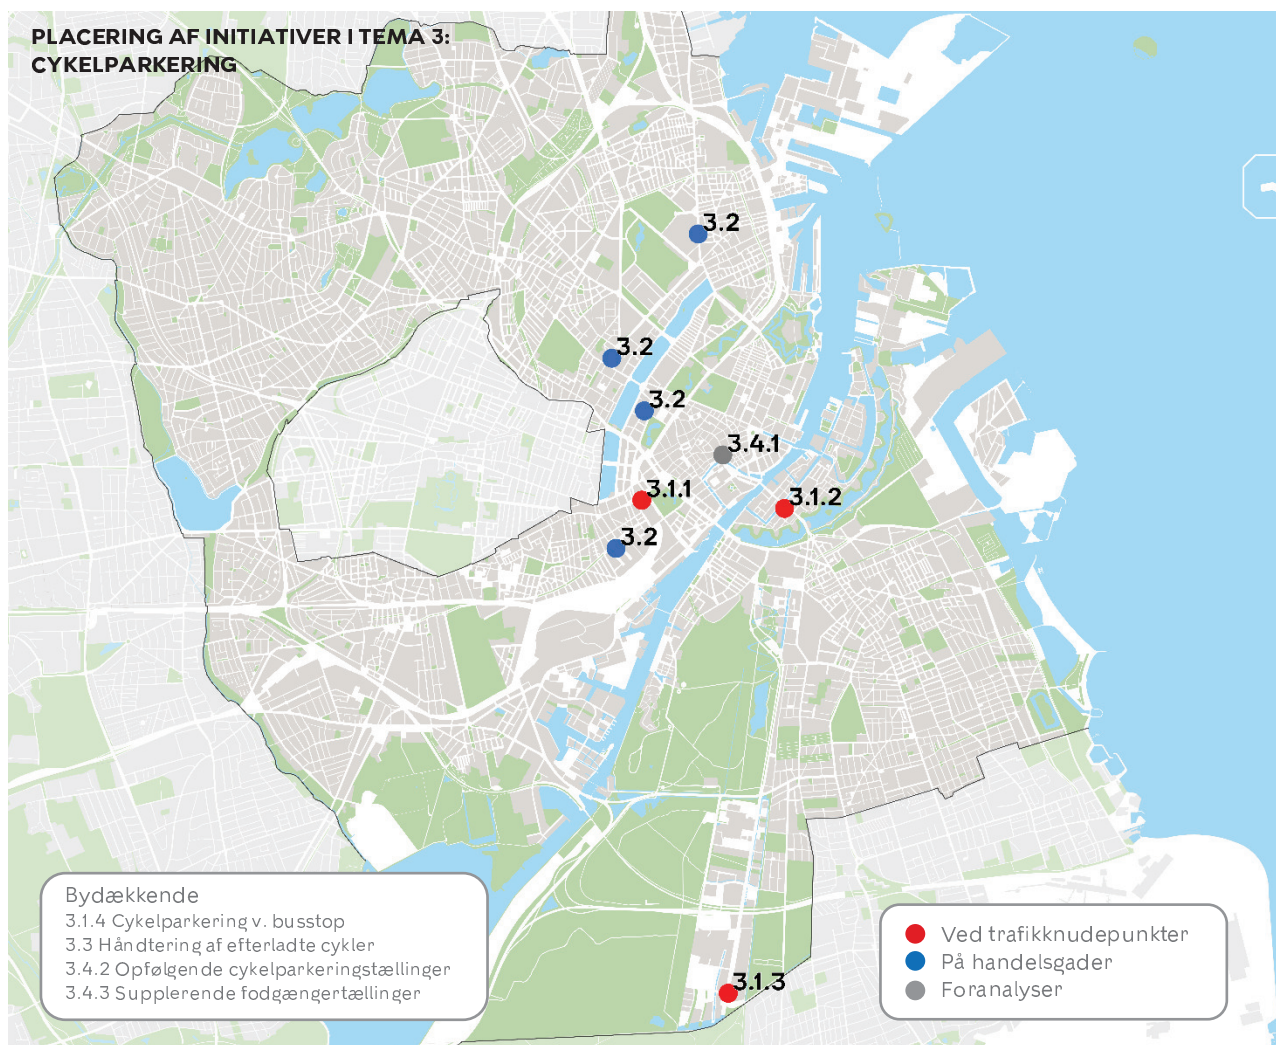 PLACERING AF INITIATIVER I TEMA 3:
CYKELPARKERING
3.2
3.2
3.2
3.4.1
3.1.1
3.1.2
3.2
3.1.3
Bydækkende
3.1.4 Cykelparkering v. busstop
3.3 Håndtering af efterladte cykler
3.4.2 Opfølgende cykelparkeringstællinger
3.4.3 Supplerende fodgængertællinger
Ved trafikknudepunkter
På handelsgader
Foranalyser